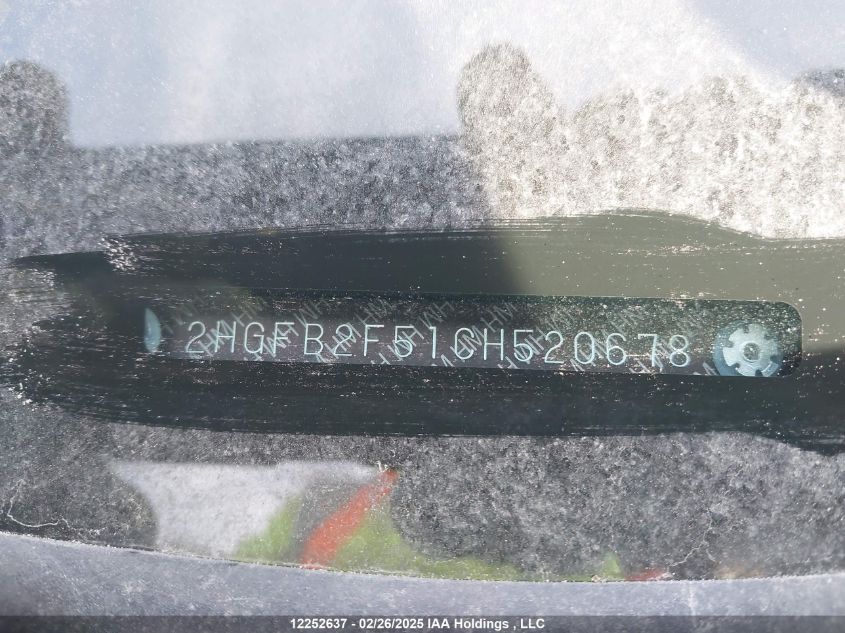 2HGFB2F51CH520678
12252637 - 02/26/2025 IAA Holdings , LLC